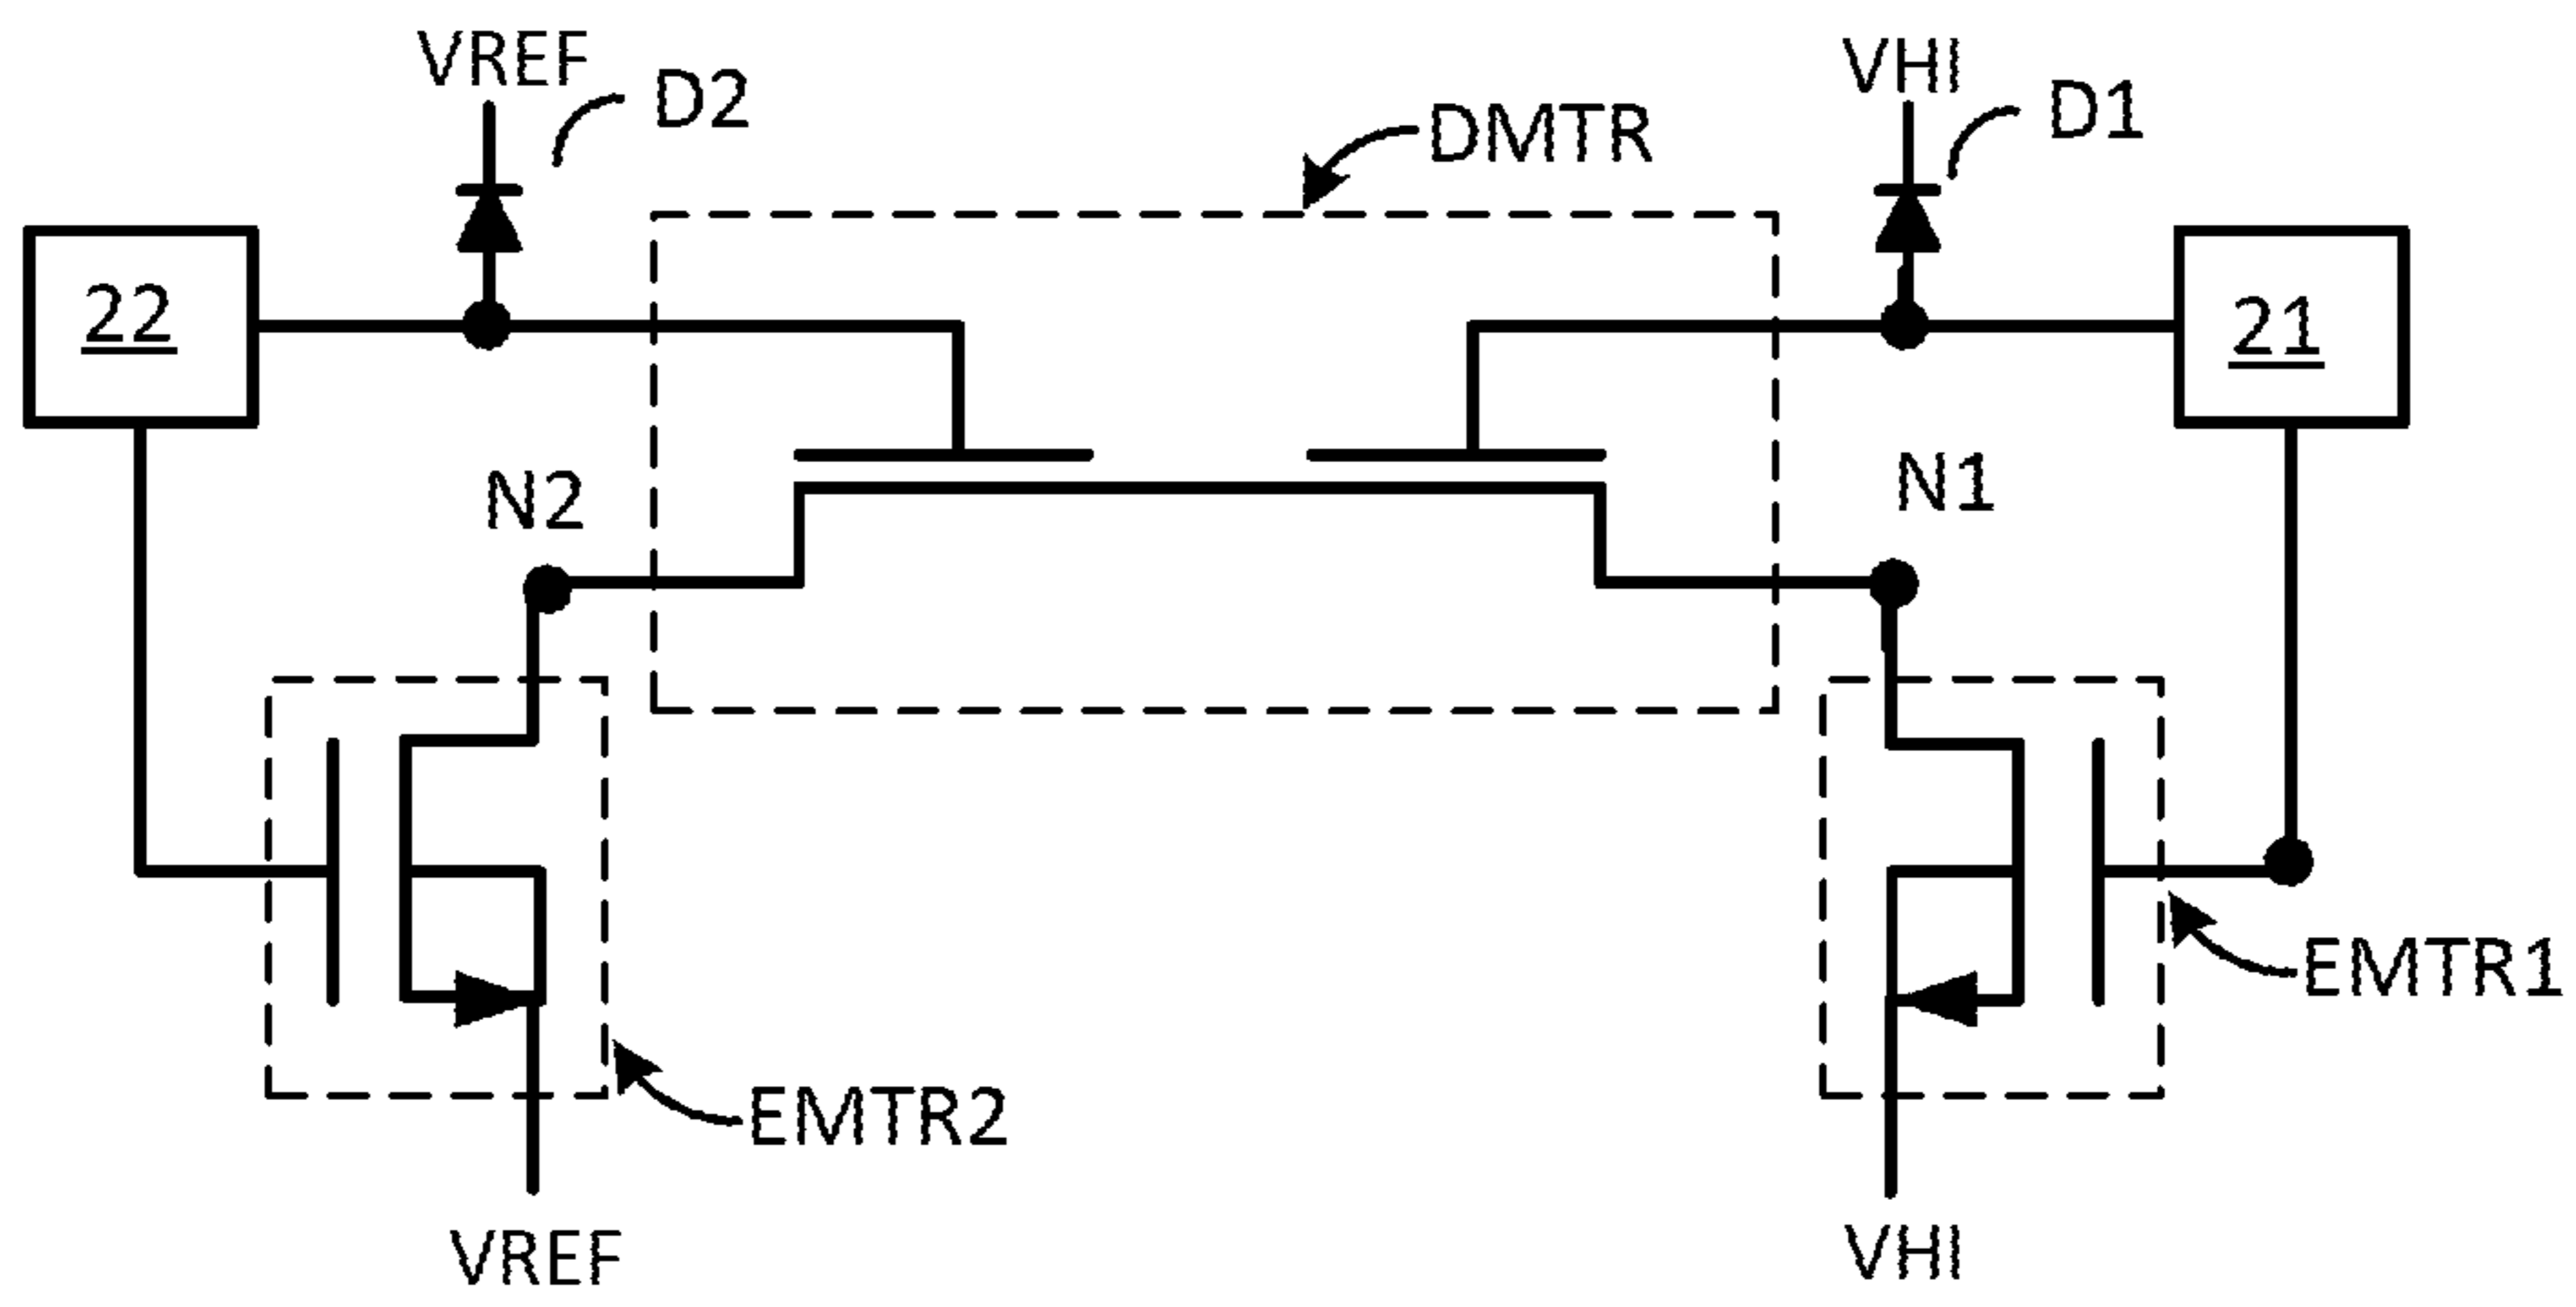 VREF
D2
VHI
D1
DMTR
22
21
N2
N1
EMTR1
EMTR2
VREF
VHI